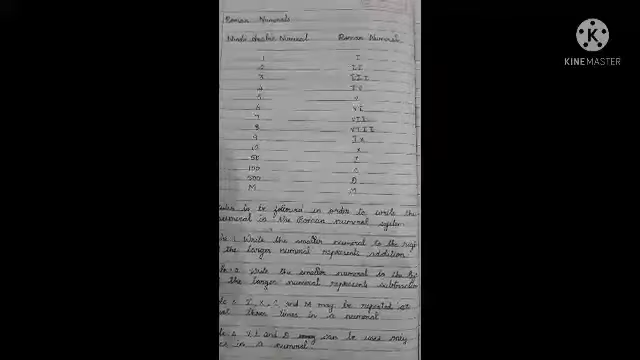 Roman Numerals
Hindu Arabic Numeral Roman Numeral
1 I
2 II
3 III
4 IV
5 V
6 VI
7 VII
8 VIII
9 IX
10 X
50 L
100 C
500 D
M M
Rules to be followed in order to write the
numeral in the Roman numeral system
1 Write the smaller numeral to the
the larger numeral represents addition
2 Write the smaller numeral to the
the larger numeral represents subtraction
I, X, C, and M may be repeated at
three times in a numeral
V, L and D can be uses only
in a numeral
KINEMASTER